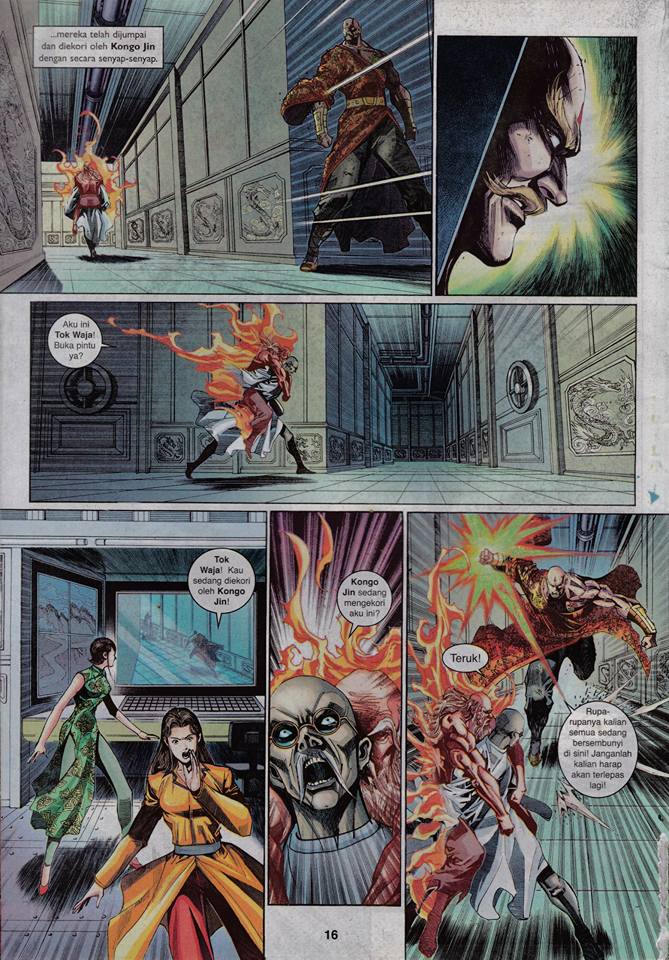 ...mereka telah dijumpai
dan diekori oleh Kongo Jin
dengan secara senyap-senyap.
Aku ini
Tok Waja!
Buka pintu
ya?
Tok
Waja! Kau
sedang diekori
oleh Kongo
Jin!
Kongo
Jin sedang
mengekori
aku ini?
Teruk!
Rupa-
rupanya kalian
semua sedang
bersembunyi
di sini! Janganlah
kalian harap
akan terlepas
lagi!
16